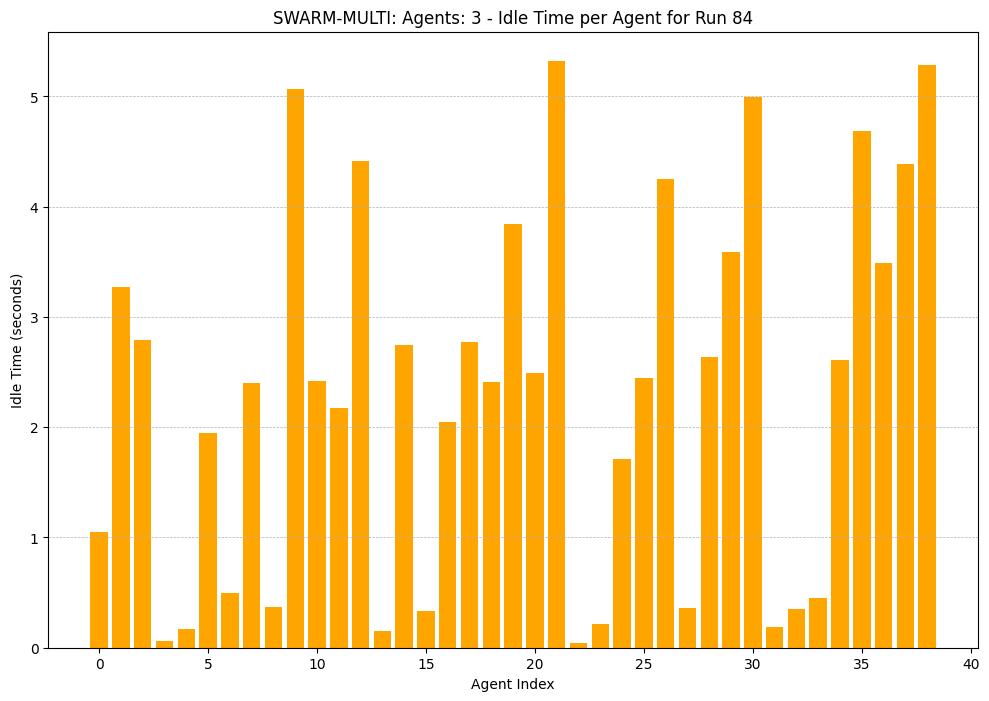 SWARM-MULTI: Agents: 3 - Idle Time per Agent for Run 84
Idle Time (seconds)
5
4
3
2
1
0
0 5 10 15 20 25 30 35 40
Agent Index